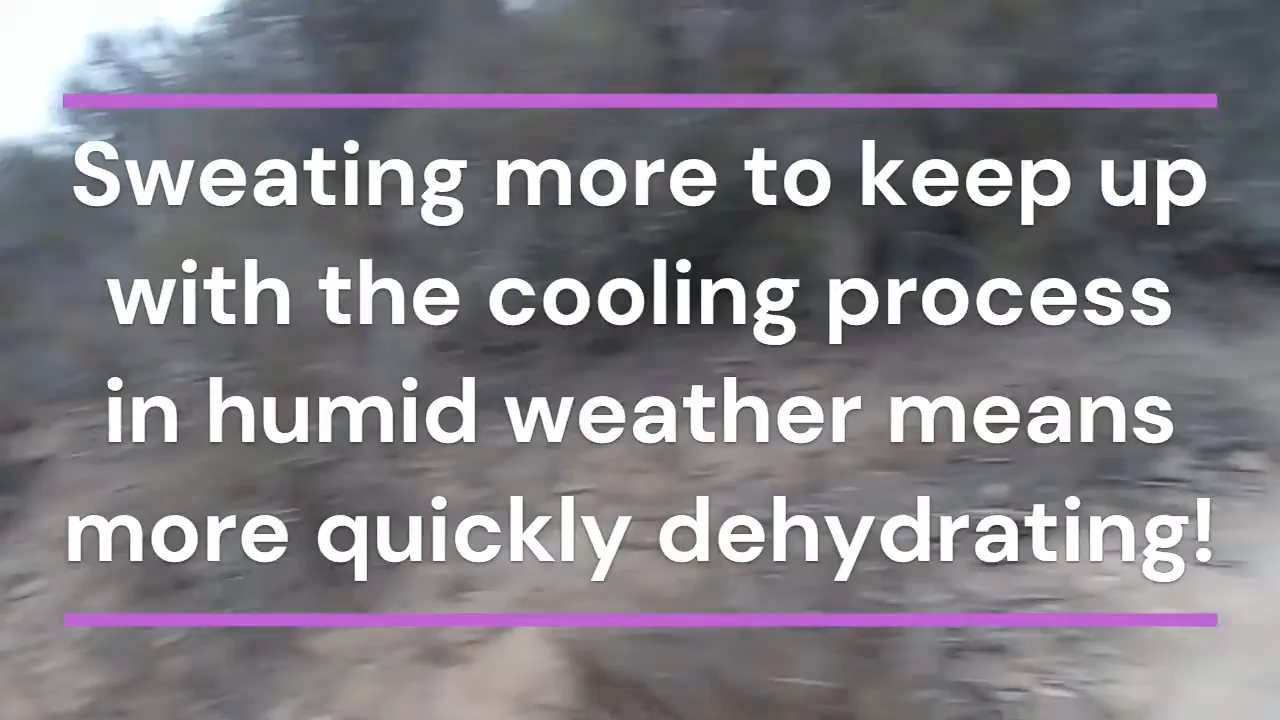 Sweating more to keep up
with the cooling process
in humid weather means
more quickly dehydrating!